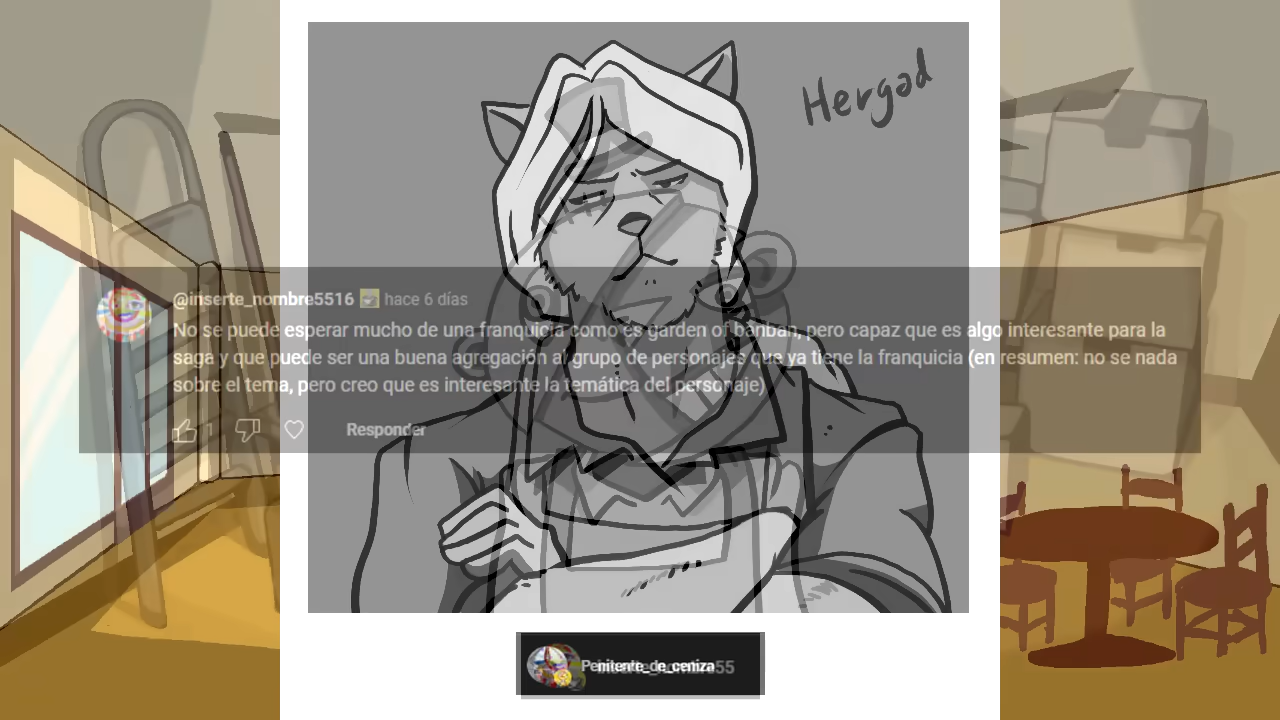 Hergad
@inserte_nombre5516 hace 6 días
No se puede esperar mucho de una franquicia como es garden of banban, pero capaz que es algo interesante para la
saga y que puede ser una buena agregación al grupo de personajes que ya tiene la franquicia (en resumen: no se nada
sobre el tema, pero creo que es interesante la temática del personaje)
1
Responder
Penitente_de_ceniza